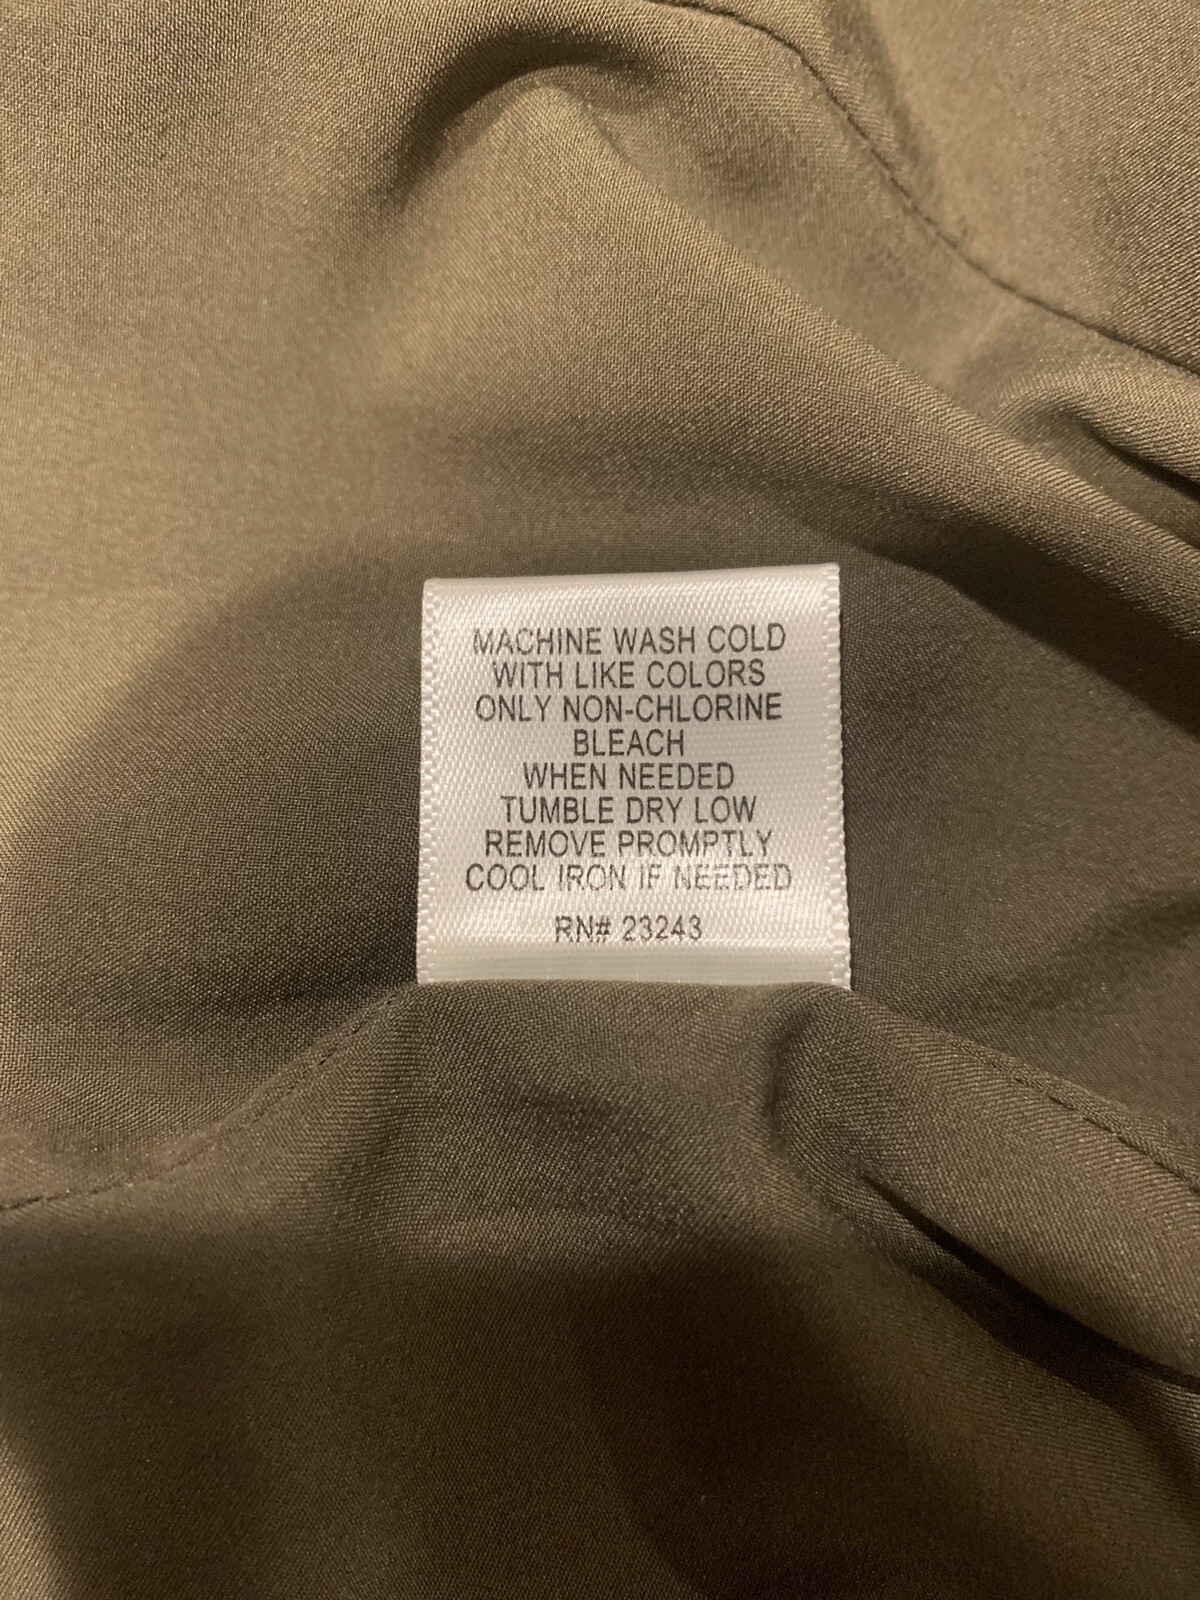 MACHINE WASH COLD
WITH LIKE COLORS
ONLY NON-CHLORINE
BLEACH
WHEN NEEDED
TUMBLE DRY LOW
REMOVE PROMPTLY
COOL IRON IF NEEDED
RN# 23243